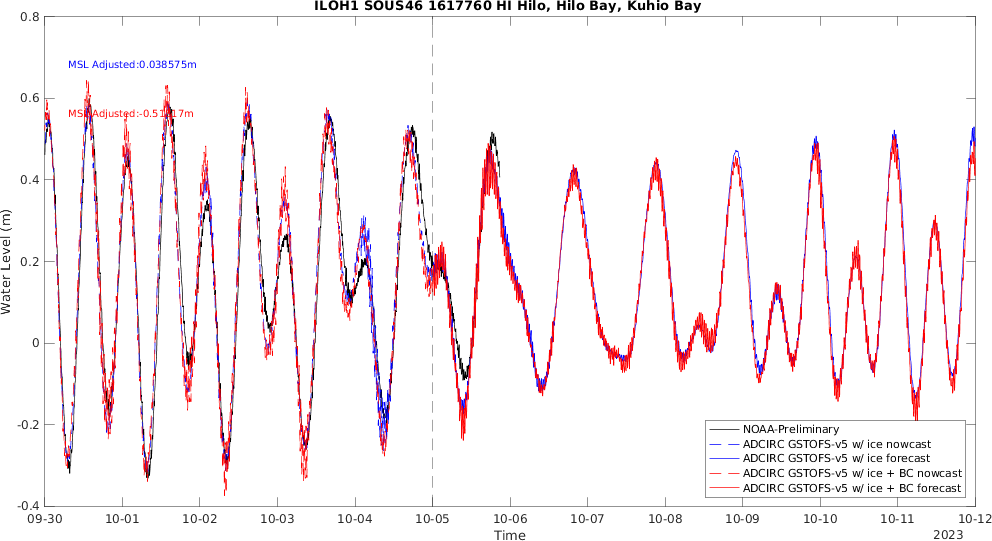 ILOH1 SOUS46 1617760 HI Hilo, Hilo Bay, Kuhio Bay
0.8
0.6
0.4
0.2
0
-0.2
-0.4
Water Level (m)
MSL Adjusted:0.038575m
NOAA-Preliminary
ADCIRC GSTOFS-v5 w/ ice nowcast
ADCIRC GSTOFS-v5 w/ ice forecast
ADCIRC GSTOFS-v5 w/ ice + BC nowcast
ADCIRC GSTOFS-v5 w/ ice + BC forecast
09-30 10-01 10-02 10-03 10-04 10-05 10-06 10-07 10-08 10-09 10-10 10-11 10-12
Time
2023